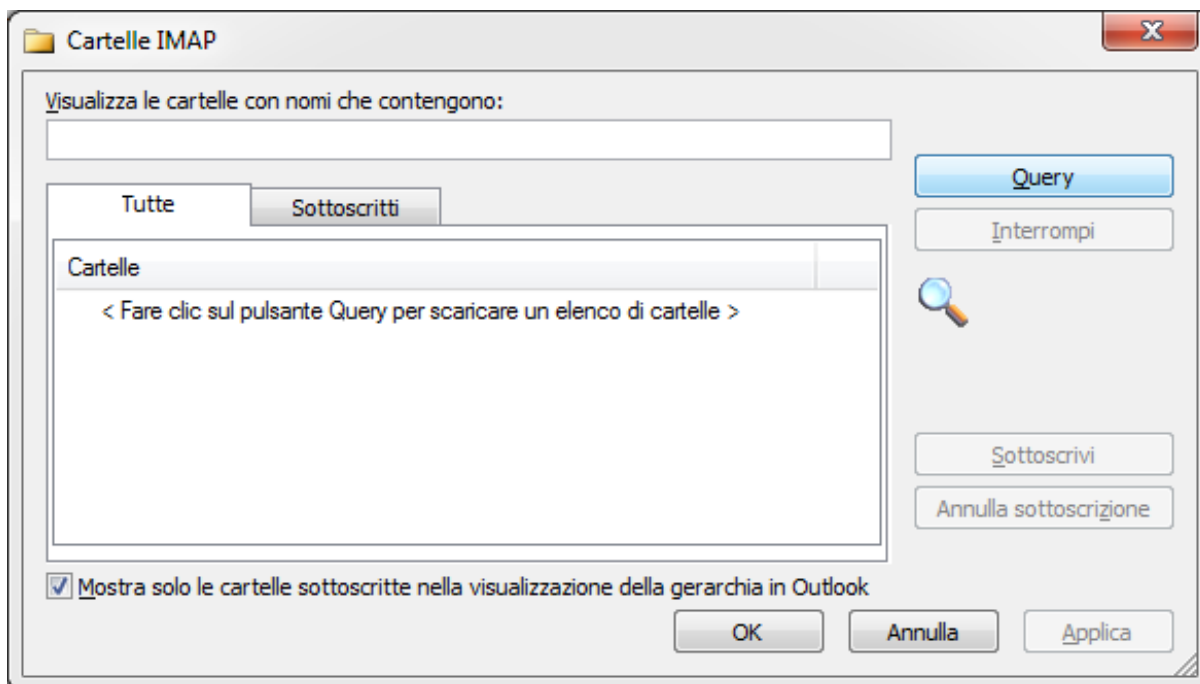 Cartelle IMAP
Visualizza le cartelle con nomi che contengono:
Query
Tutte
Sottoscritti
Interrompi
Cartelle
< Fare clic sul pulsante Query per scaricare un elenco di cartelle >
Sottoscrivi
Annulla sottoscrizione
Mostra solo le cartelle sottoscritte nella visualizzazione della gerarchia in Outlook
OK
Annulla
Applica